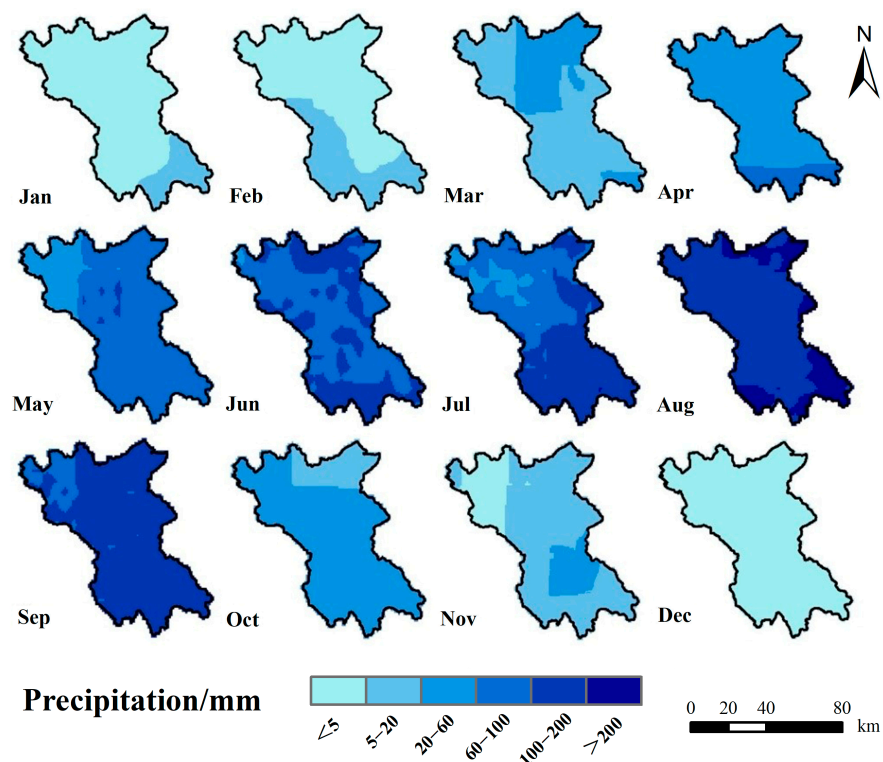 N
Jan
Feb
Mar
Apr
May
Jun
Jul
Aug
Sep
Oct
Nov
Dec
Precipitation/mm
<5
5–20
20–60
60–100
100–200
>200
0 20 40 80
km